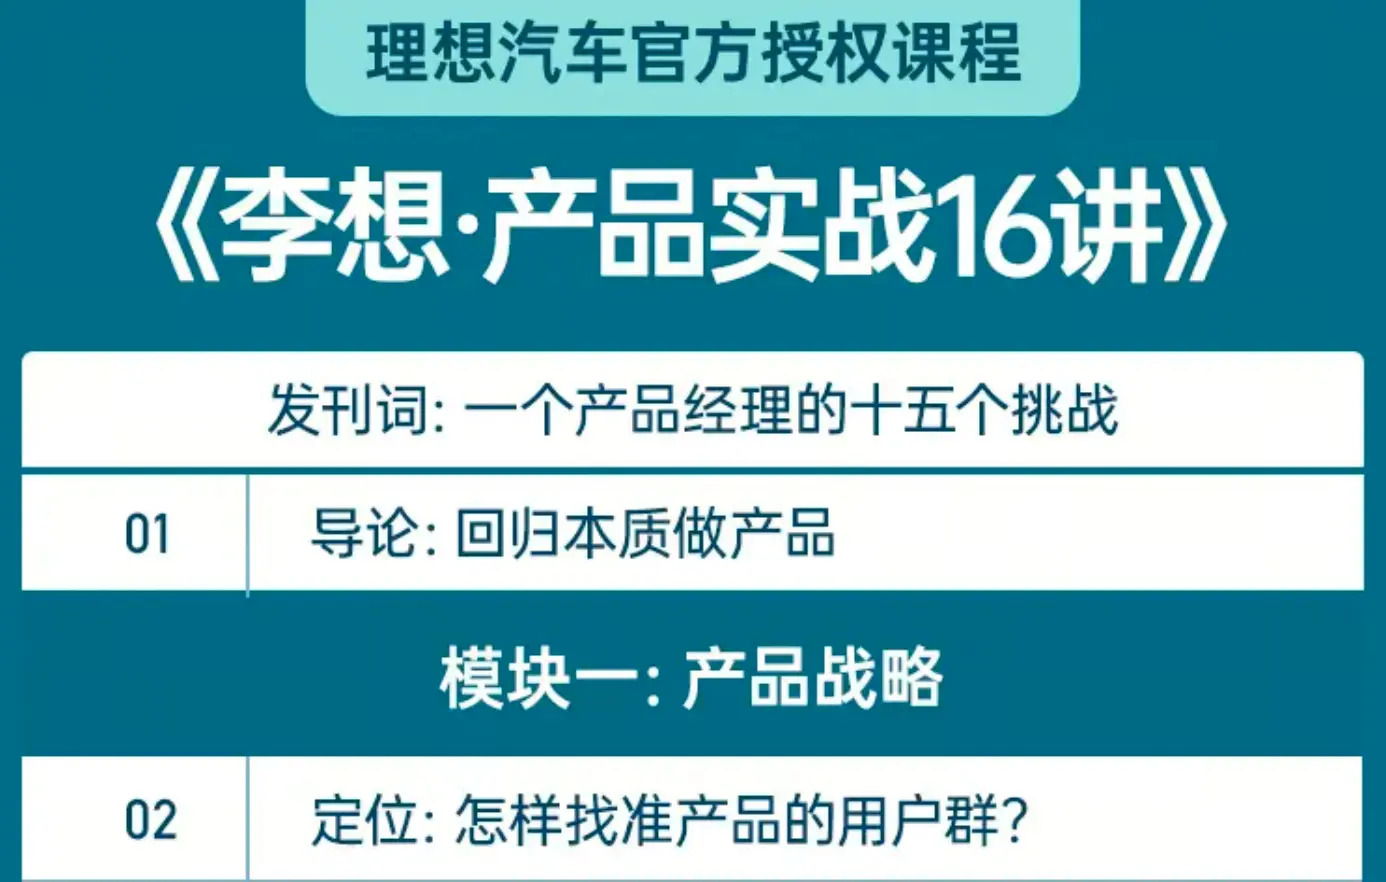 理想汽车官方授权课程
《李想·产品实战16讲》
发刊词: 一个产品经理的十五个挑战
01 导论: 回归本质做产品
模块一: 产品战略
02 定位: 怎样找准产品的用户群?